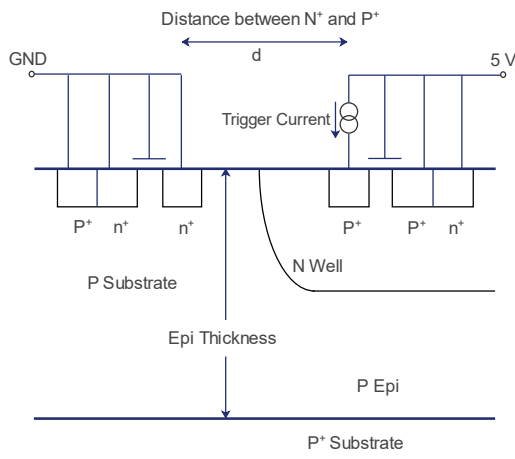 Distance between N⁺ and P⁺
d
GND
5 V
Trigger Current
P⁺ n⁺ n⁺ P⁺ P⁺ n⁺
N Well
P Substrate
Epi Thickness
P Epi
P⁺ Substrate